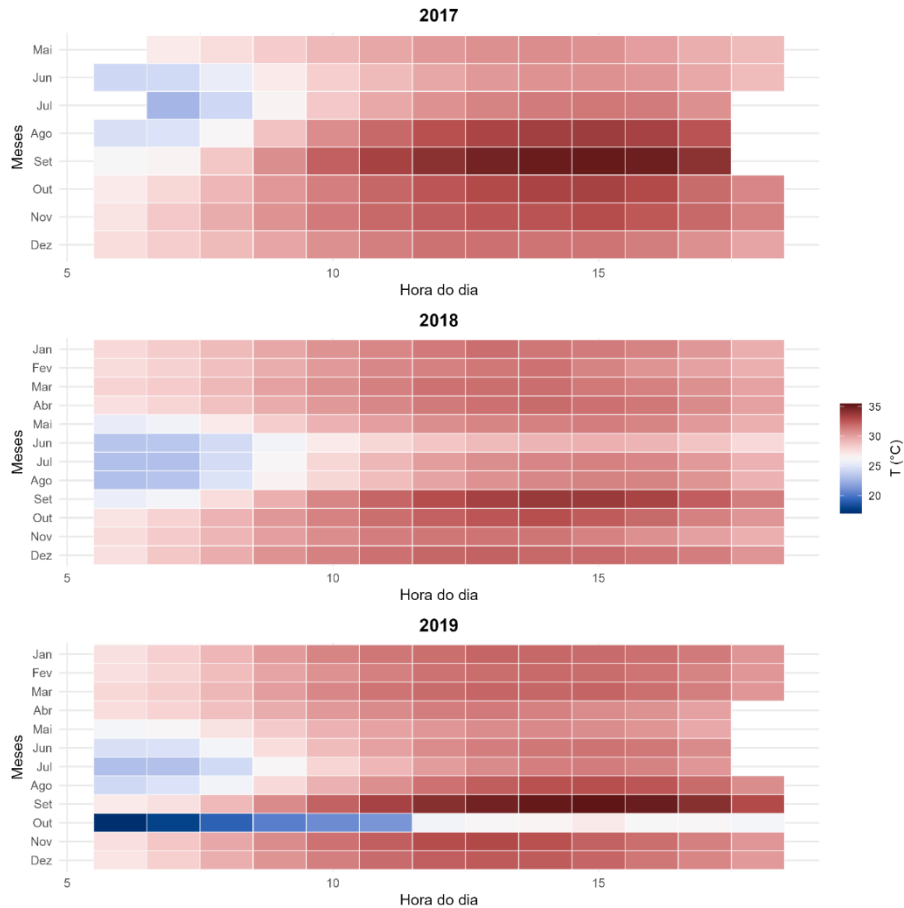 2017
Meses
Mai
Jun
Jul
Ago
Set
Out
Nov
Dez
5 10 15
Hora do dia
2018
Meses
Jan
Fev
Mar
Abr
Mai
Jun
Jul
Ago
Set
Out
Nov
Dez
5 10 15
Hora do dia
35
30
25
20
T (°C)
2019
Meses
Jan
Fev
Mar
Abr
Mai
Jun
Jul
Ago
Set
Out
Nov
Dez
5 10 15
Hora do dia